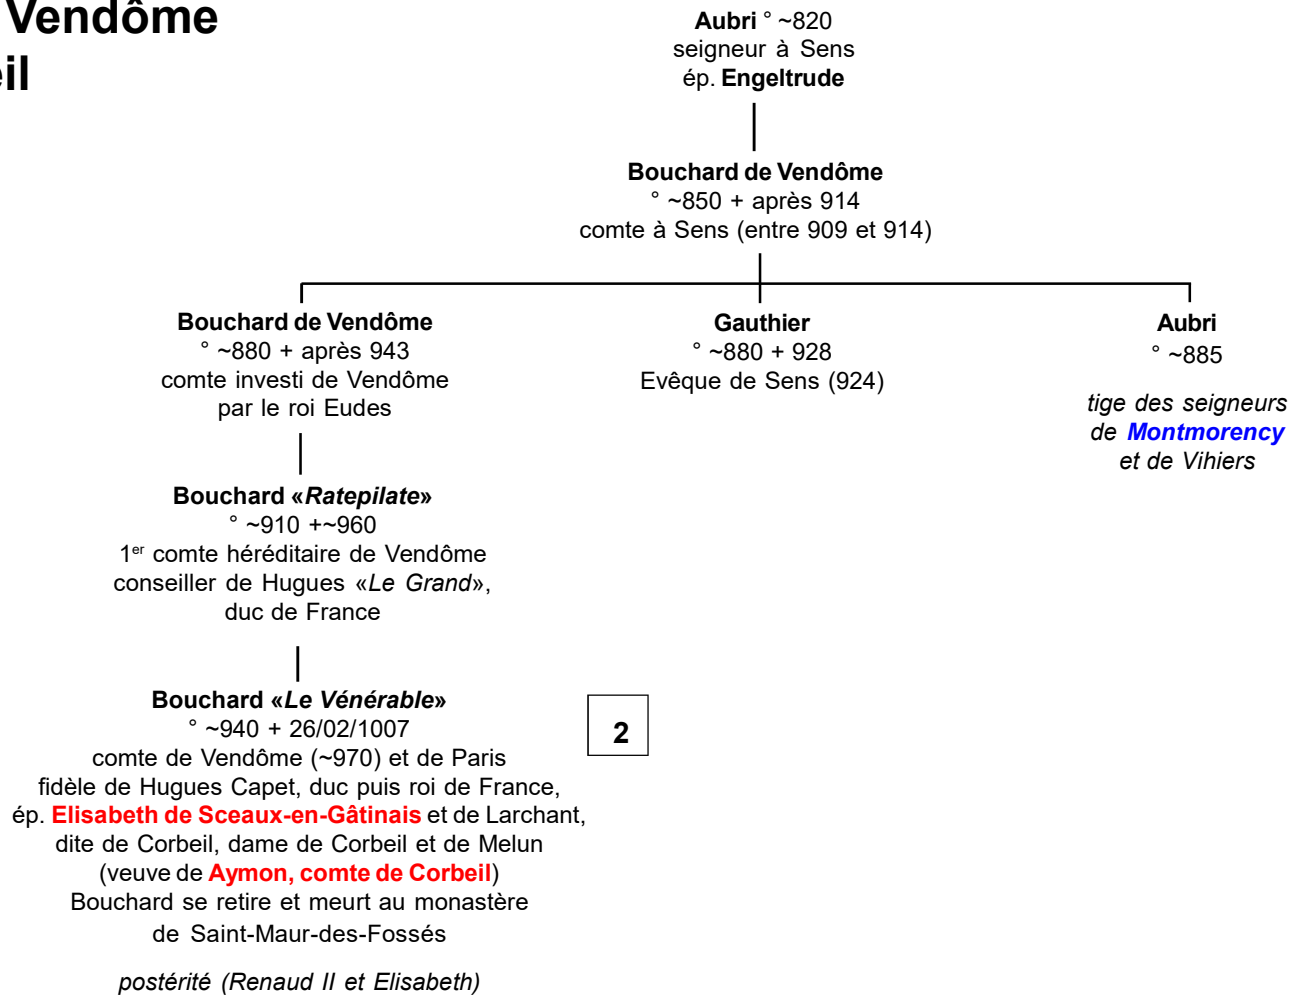 Vendôme
eil
Aubri ° ~820
seigneur à Sens
ép. Engeltrude
Bouchard de Vendôme
° ~850 + après 914
comte à Sens (entre 909 et 914)
Bouchard de Vendôme
° ~880 + après 943
comte investi de Vendôme
par le roi Eudes
Gauthier
° ~880 + 928
Evêque de Sens (924)
Aubri
° ~885
tige des seigneurs
de Montmorency
et de Vihiers
Bouchard «Ratepilate»
° ~910 +~960
1er comte héréditaire de Vendôme
conseiller de Hugues «Le Grand»,
duc de France
Bouchard «Le Vénérable»
° ~940 + 26/02/1007
comte de Vendôme (~970) et de Paris
fidèle de Hugues Capet, duc puis roi de France,
ép. Elisabeth de Sceaux-en-Gâtinais et de Larchant,
dite de Corbeil, dame de Corbeil et de Melun
(veuve de Aymon, comte de Corbeil)
Bouchard se retire et meurt au monastère
de Saint-Maur-des-Fossés
postérité (Renaud II et Elisabeth)
2